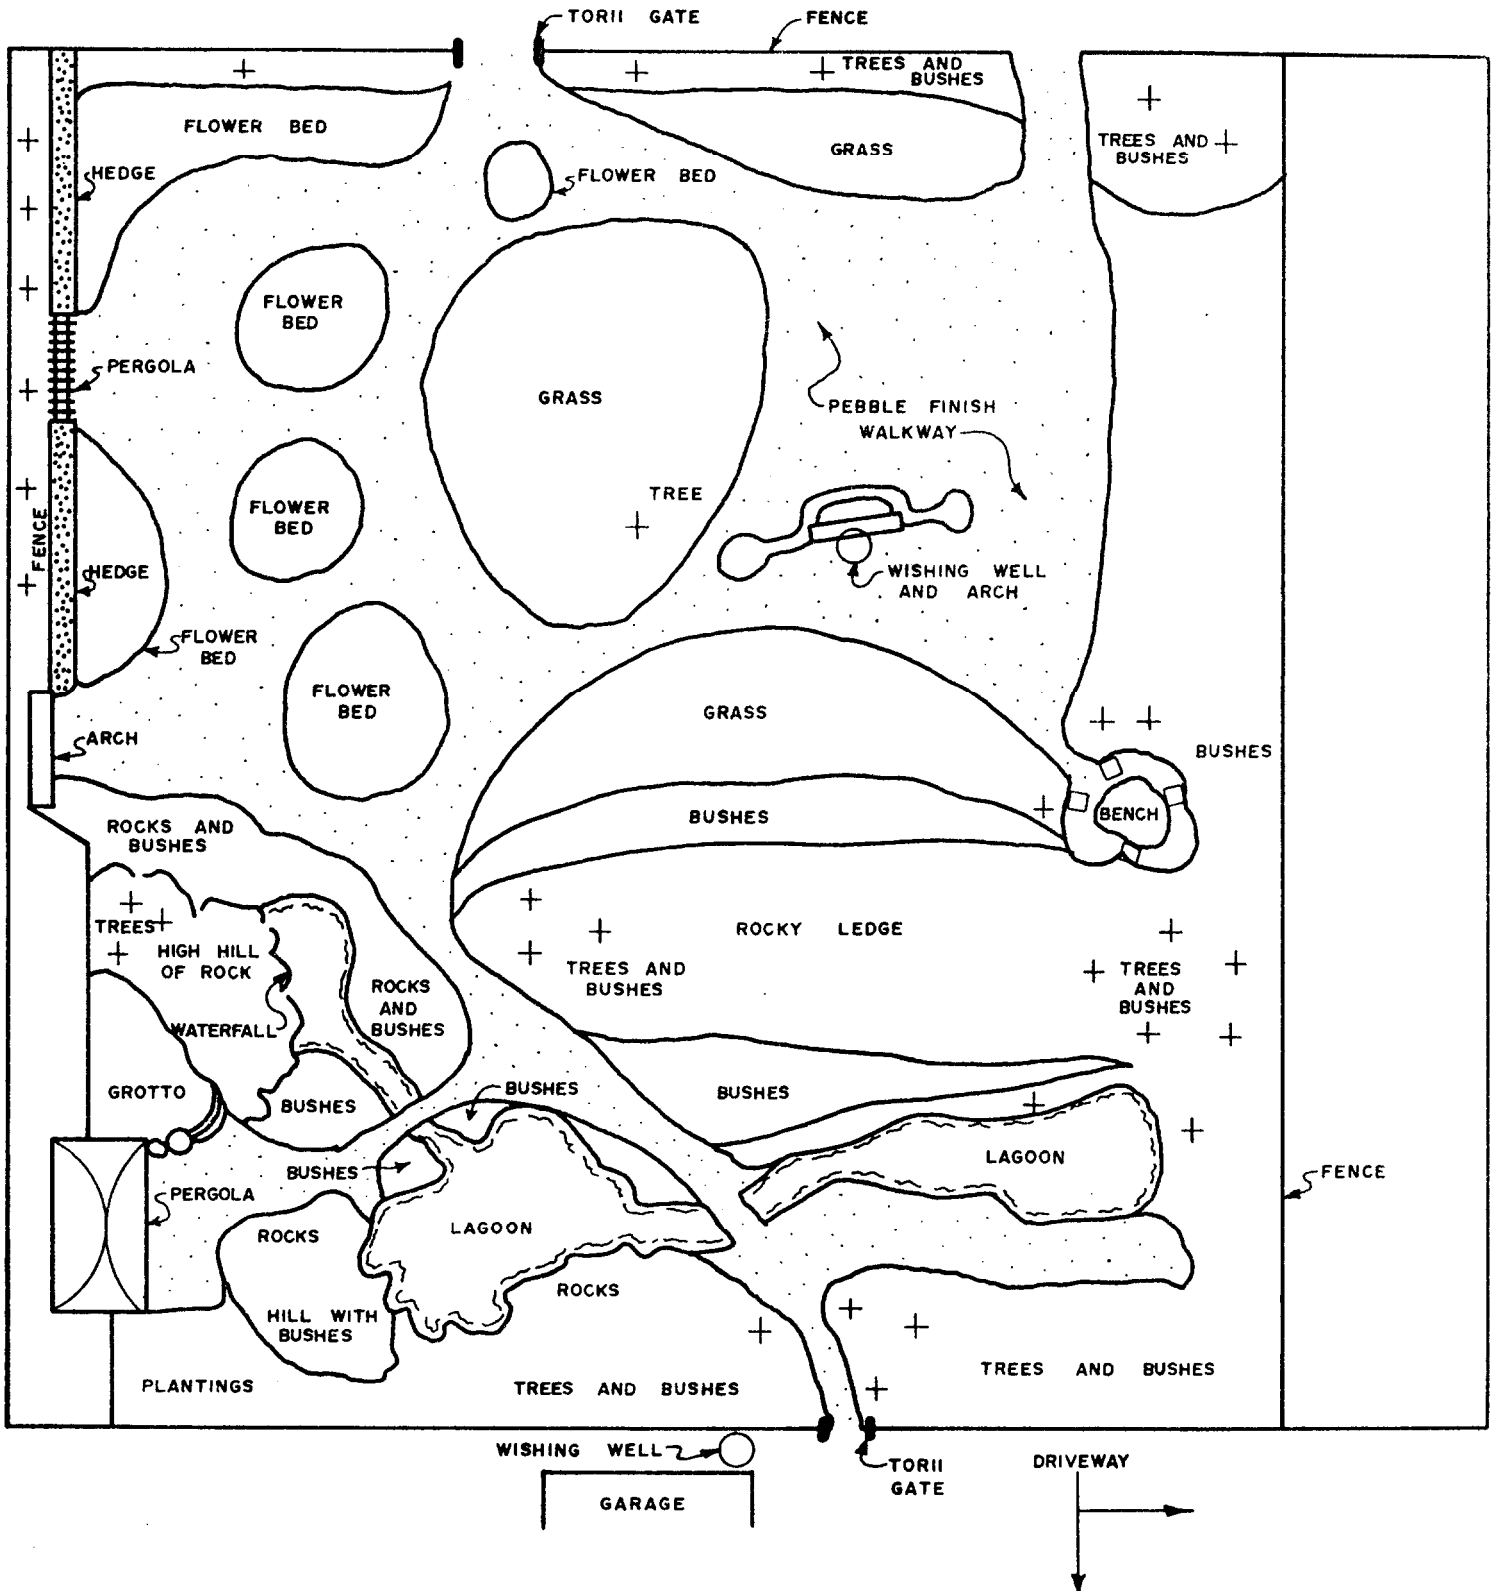 TORII GATE
FENCE
TREES AND
BUSHES
FLOWER BED
GRASS
TREES AND
BUSHES
HEDGE
FLOWER BED
FLOWER
BED
PERGOLA
GRASS
PEBBLE FINISH
WALKWAY
TREE
FLOWER
BED
FENCE
HEDGE
WISHING WELL
AND ARCH
FLOWER
BED
FLOWER
BED
GRASS
ARCH
BUSHES
ROCKS AND
BUSHES
BUSHES
BENCH
TREES
ROCKY LEDGE
HIGH HILL
OF ROCK
TREES AND
BUSHES
TREES
AND
BUSHES
ROCKS
AND
BUSHES
WATERFALL
GROTTO
BUSHES
BUSHES
BUSHES
LAGOON
BUSHES
FENCE
PERGOLA
ROCKS
LAGOON
ROCKS
HILL WITH
BUSHES
PLANTINGS
TREES AND BUSHES
TREES AND BUSHES
WISHING WELL
TORII
GATE
DRIVEWAY
GARAGE